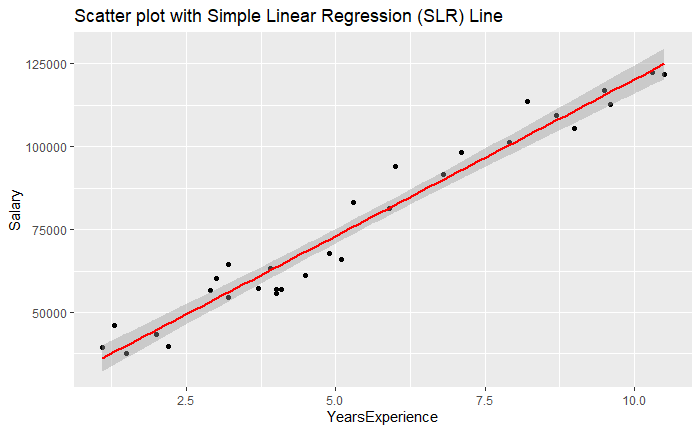 Scatter plot with Simple Linear Regression (SLR) Line
125000
100000
75000
50000
Salary
2.5 5.0 7.5 10.0
YearsExperience